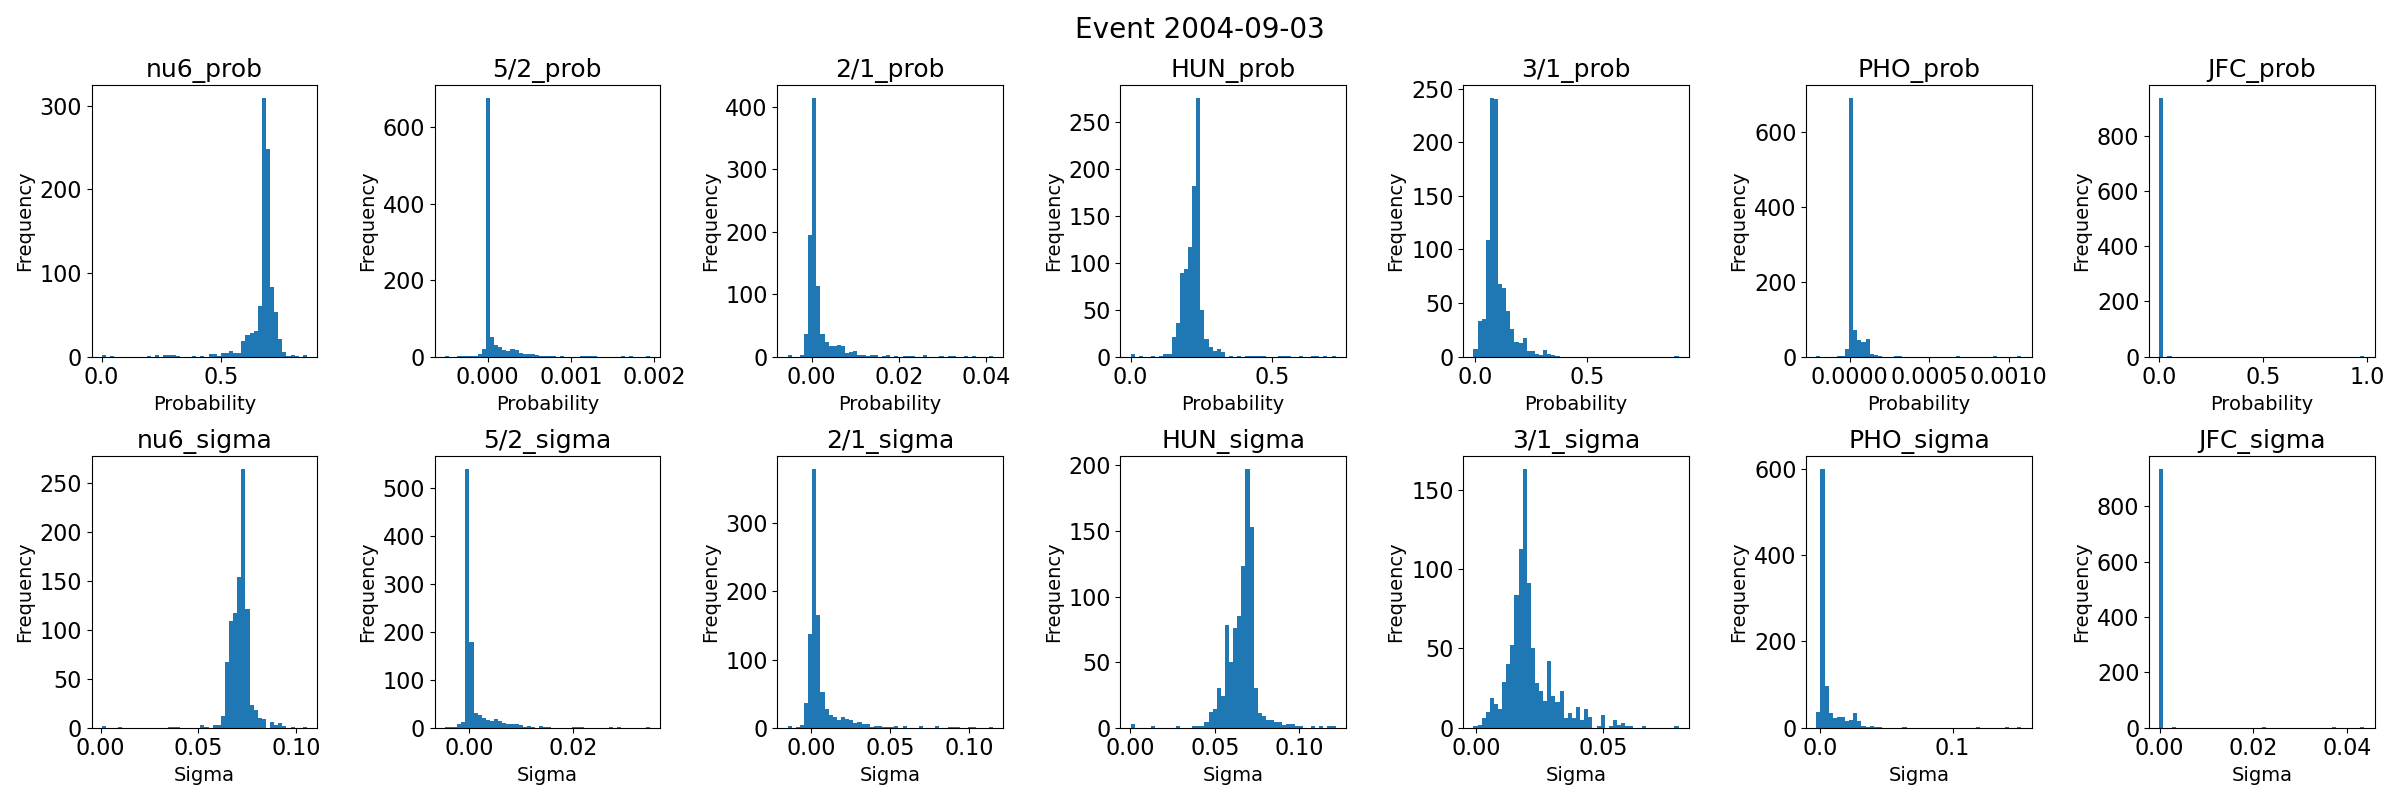 Event 2004-09-03
nu6_prob 5/2_prob 2/1_prob HUN_prob 3/1_prob PHO_prob JFC_prob
Frequency
300
200
100
0
0.0 0.5
Probability
Frequency
600
400
200
0
0.000 0.001 0.002
Probability
Frequency
400
300
200
100
0
0.00 0.02 0.04
Probability
Frequency
250
200
150
100
50
0
0.0 0.5
Probability
Frequency
250
200
150
100
50
0
0.0 0.5
Probability
Frequency
600
400
200
0
0.0000 0.0005 0.0010
Probability
Frequency
800
600
400
200
0
0.0 0.5 1.0
Probability
nu6_sigma 5/2_sigma 2/1_sigma HUN_sigma 3/1_sigma PHO_sigma JFC_sigma
Frequency
250
200
150
100
50
0
0.00 0.05 0.10
Sigma
Frequency
500
400
300
200
100
0
0.00 0.02
Sigma
Frequency
300
200
100
0
0.00 0.05 0.10
Sigma
Frequency
200
150
100
50
0
0.00 0.05 0.10
Sigma
Frequency
150
100
50
0
0.00 0.05
Sigma
Frequency
600
400
200
0
0.0 0.1
Sigma
Frequency
800
600
400
200
0
0.00 0.02 0.04
Sigma